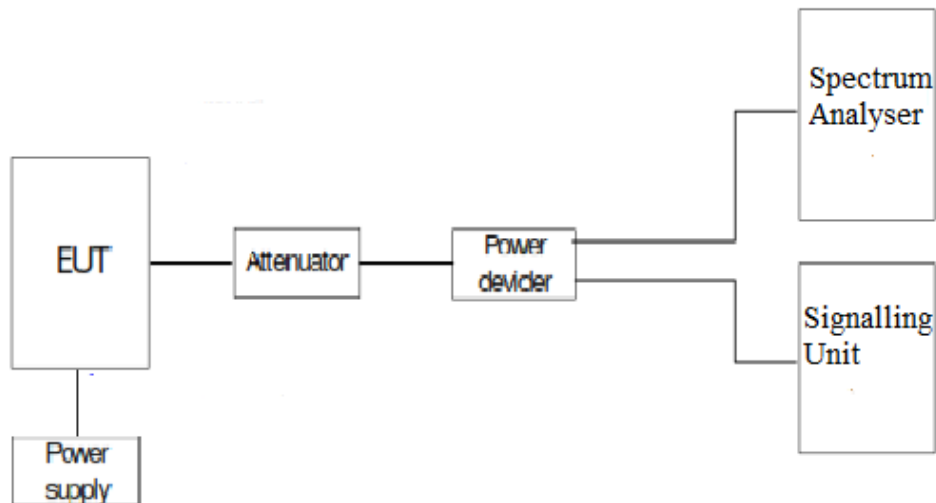 Spectrum
Analyser
EUT
Attenuator
Power
devider
Signalling
Unit
Power
supply